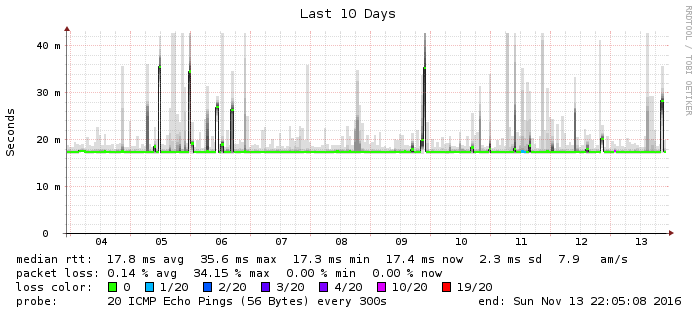 Last 10 Days
RRDTOOL / TOBI OETIKER
Seconds
40 m
30 m
20 m
10 m
0
04 05 06 07 08 09 10 11 12 13
median rtt: 17.8 ms avg 35.6 ms max 17.3 ms min 17.4 ms now 2.3 ms sd 7.9 am/s
packet loss: 0.14 % avg 34.15 % max 0.00 % min 0.00 % now
loss color: 0 1/20 2/20 3/20 4/20 10/20 19/20
probe: 20 ICMP Echo Pings (56 Bytes) every 300s end: Sun Nov 13 22:05:08 2016